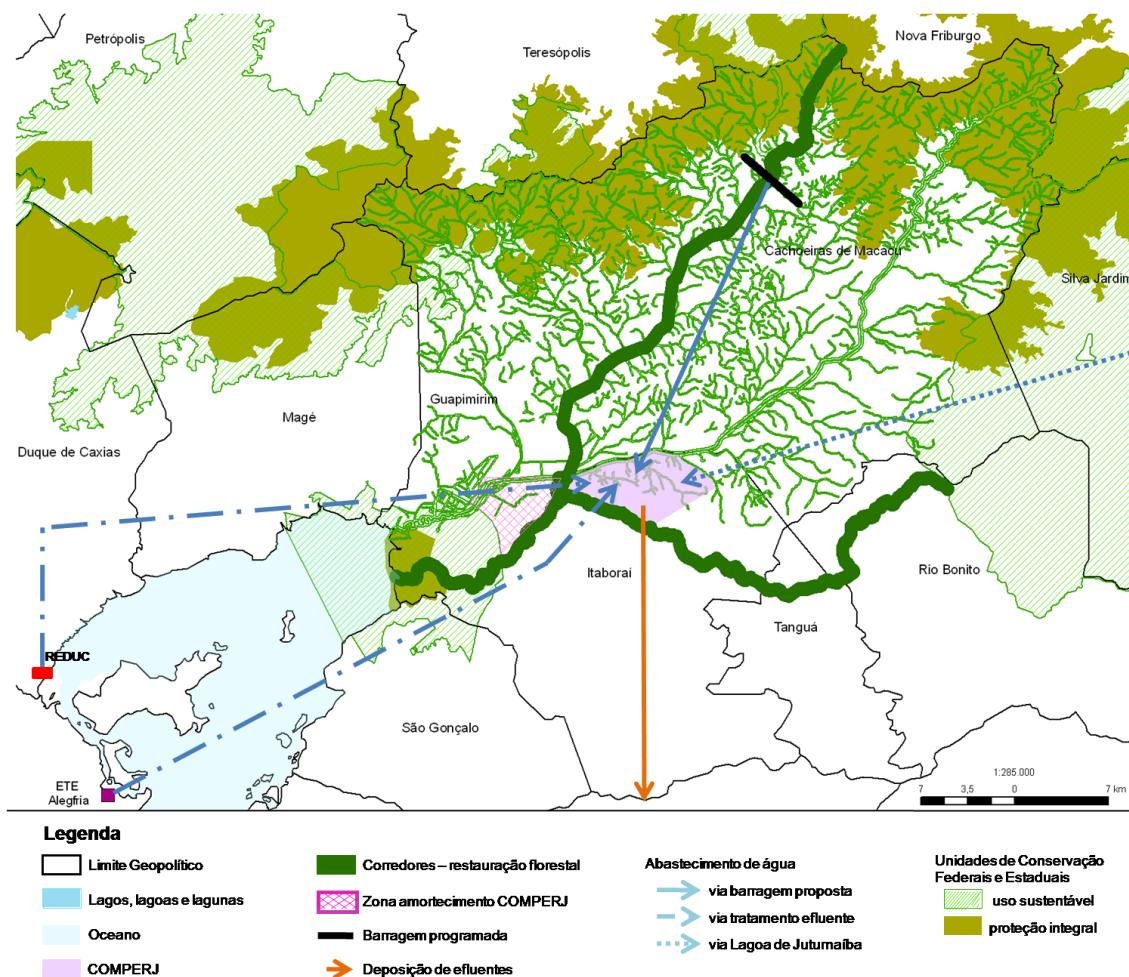 Petrópolis
Teresópolis
Nova Friburgo
Cachoeiras de Macacu
Silva Jardim
Guapimirim
Magé
Duque de Caxias
Itaboraí
Rio Bonito
Tanguá
REDUC
São Gonçalo
ETE
Alegfria
1:285.000
7 3,5 0 7 km
Legenda
Limite Geopolítico
Lagos, lagoas e lagunas
Oceano
COMPERJ
Corredores – restauração florestal
Zona amortecimento COMPERJ
Barragem programada
Deposição de efluentes
Abastecimento de água
via barragem proposta
via tratamento efluente
via Lagoa de Juturnaíba
Unidades de Conservação
Federais e Estaduais
uso sustentável
proteção integral